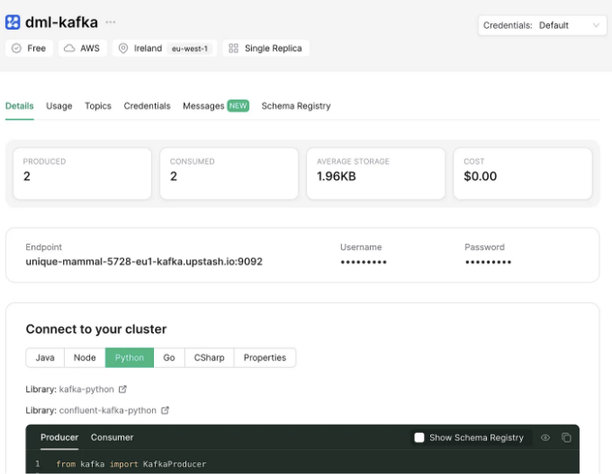 dml-kafka
Credentials: Default
Free AWS Ireland eu-west-1 Single Replica
Details Usage Topics Credentials Messages NEW Schema Registry
PRODUCED CONSUMED AVERAGE STORAGE COST
2 2 1.96KB $0.00
Endpoint Username Password
unique-mammal-5728-eu1-kafka.upstash.io:9092 ••••••••• •••••••••
Connect to your cluster
Java Node Python Go CSharp Properties
Library: kafka-python
Library: confluent-kafka-python
Producer Consumer Show Schema Registry
1 from kafka import KafkaProducer